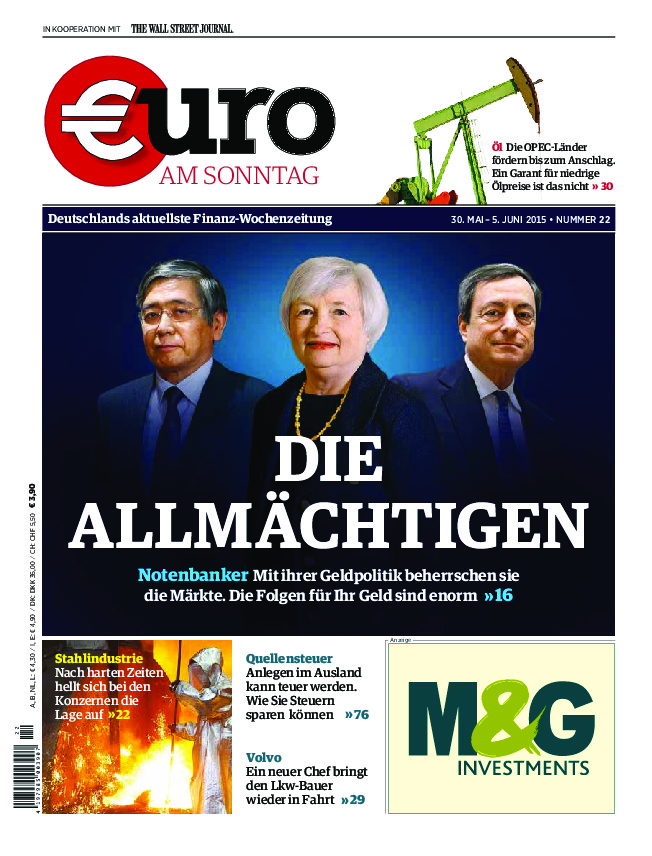 IN KOOPERATION MIT THE WALL STREET JOURNAL.
€uro
AM SONNTAG
Öl Die OPEC-Länder
fördern bis zum Anschlag.
Ein Garant für niedrige
Ölpreise ist das nicht » 30
Deutschlands aktuellste Finanz-Wochenzeitung
30. MAI – 5. JUNI 2015 • NUMMER 22
DIE
ALLMÄCHTIGEN
Notenbanker Mit ihrer Geldpolitik beherrschen sie
die Märkte. Die Folgen für Ihr Geld sind enorm »16
A, B, NL, L: € 4,30 / I, E: € 4,90 / DK: DKK 36,00 / CH: CHF 5,50 € 3,90
Stahlindustrie
Nach harten Zeiten
hellt sich bei den
Konzernen die
Lage auf »22
Quellensteuer
Anlegen im Ausland
kann teuer werden.
Wie Sie Steuern
sparen können »76
Volvo
Ein neuer Chef bringt
den Lkw-Bauer
wieder in Fahrt »29
Anzeige
M&G
INVESTMENTS
22
4 197985 003907